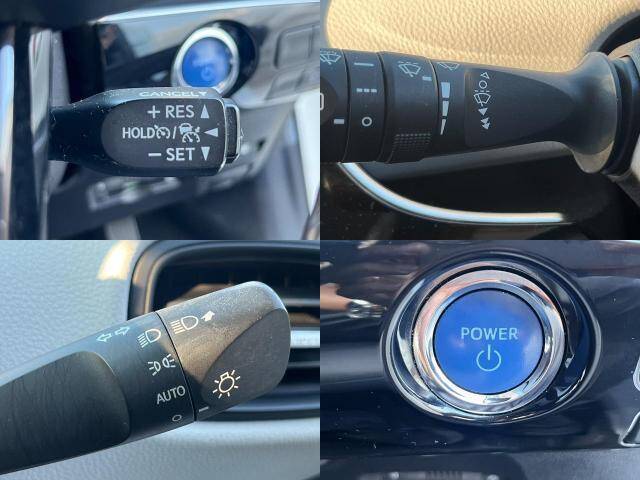 CANCEL
+ RES ▲
HOLD / ◀
− SET ▼
AUTO
POWER